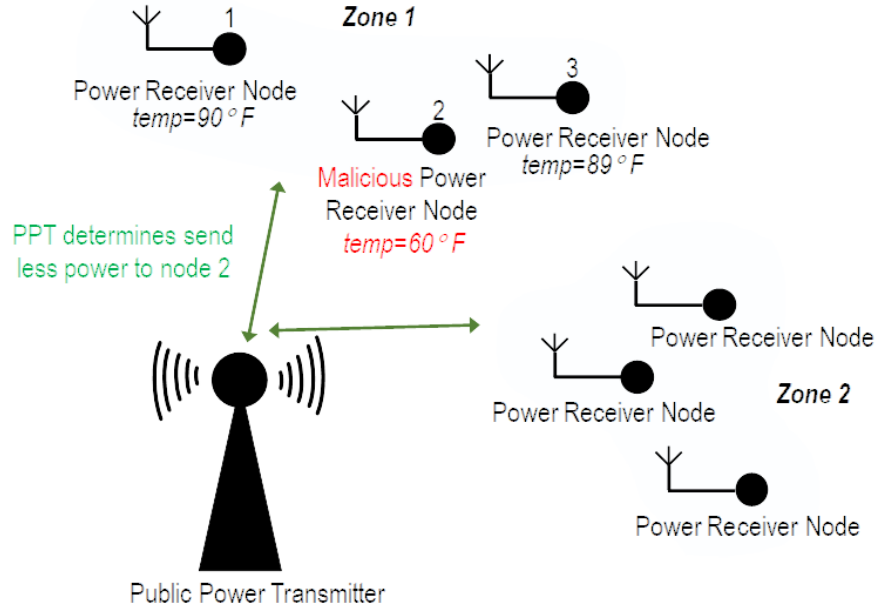 Zone 1
1
Power Receiver Node
temp=90° F
2
Malicious Power
Receiver Node
temp=60° F
3
Power Receiver Node
temp=89° F
PPT determines send
less power to node 2
Power Receiver Node
Power Receiver Node
Zone 2
Power Receiver Node
Public Power Transmitter